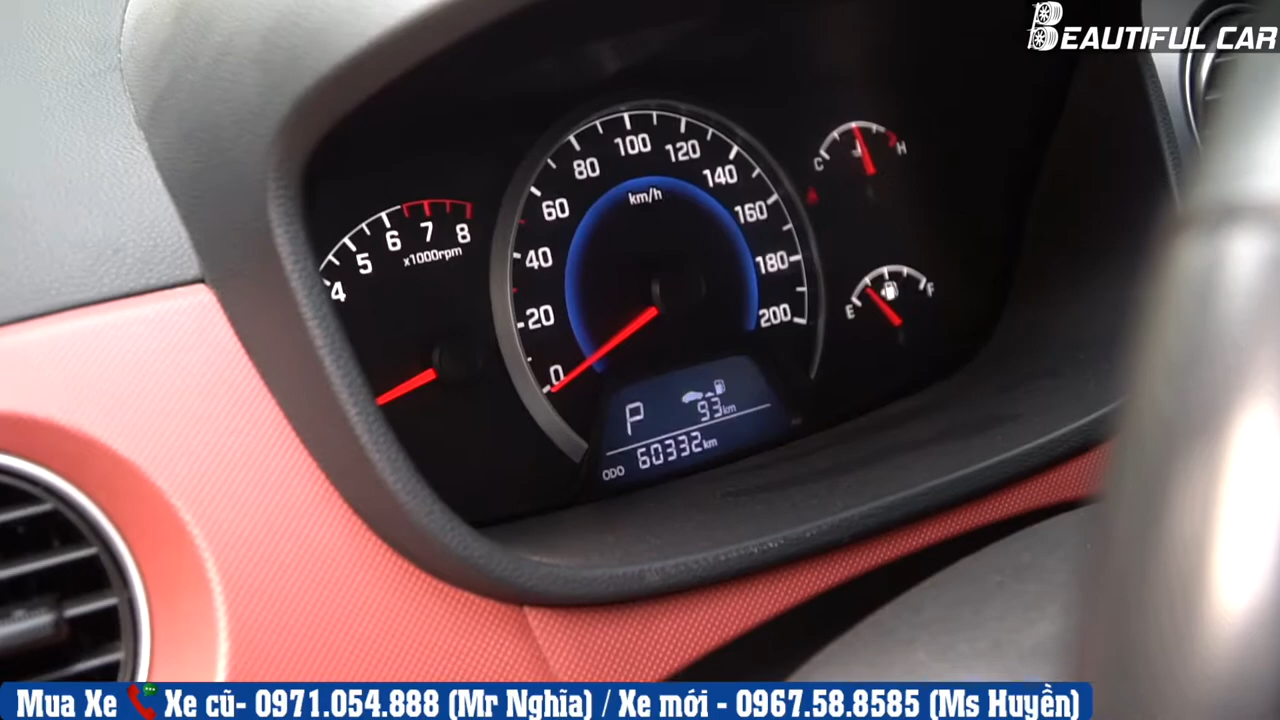 BEAUTIFUL CAR
4 5 6 7 8
x1000rpm
0 20 40 60 80 100 120 140 160 180 200
km/h
C H
E F
P 93km
ODO 60332km
Mua Xe Xe cũ- 0971.054.888 (Mr Nghĩa) / Xe mới - 0967.58.8585 (Ms Huyền)